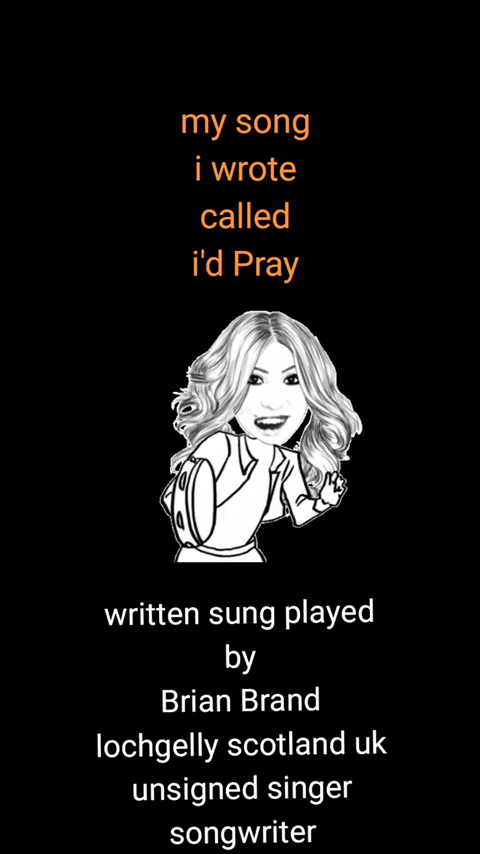 my song
i wrote
called
i'd Pray
written sung played
by
Brian Brand
lochgelly scotland uk
unsigned singer
songwriter